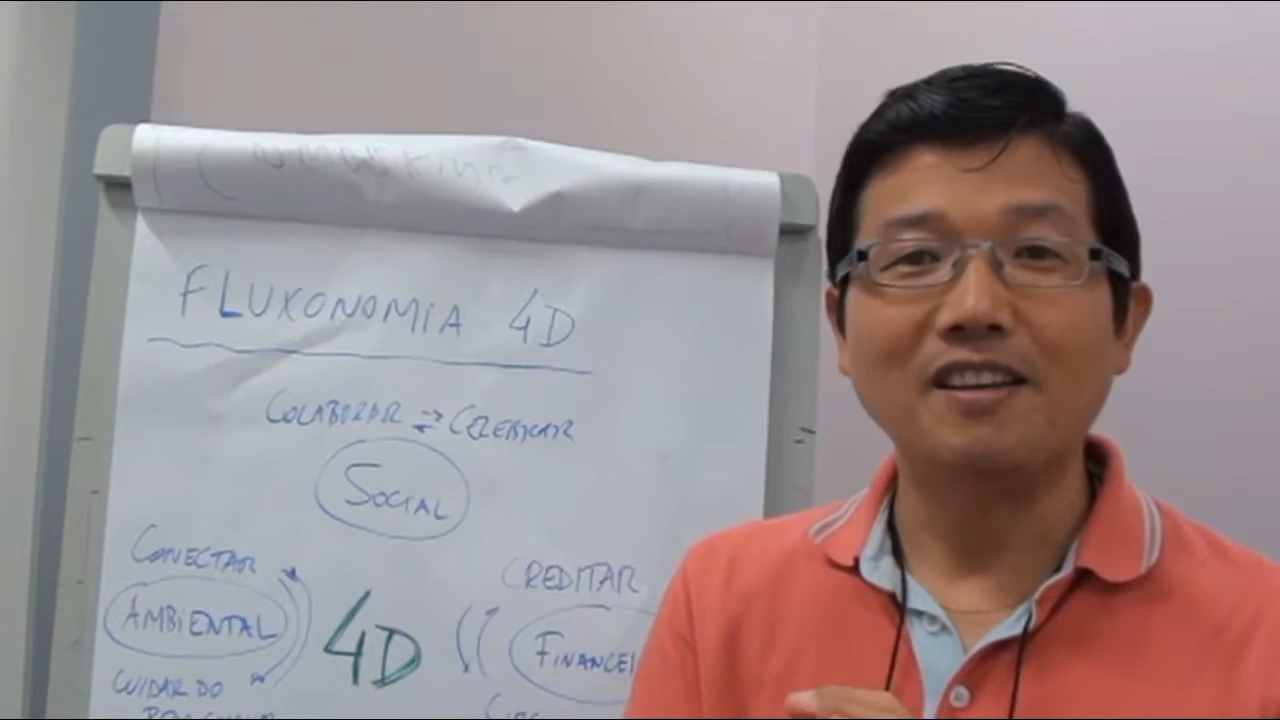 FLUXONOMIA 4D
COLABORAR ⇌ CELEBRAR
SOCIAL
CONECTAR
CREDITAR
AMBIENTAL
4D
FINANCEI
CUIDAR DO